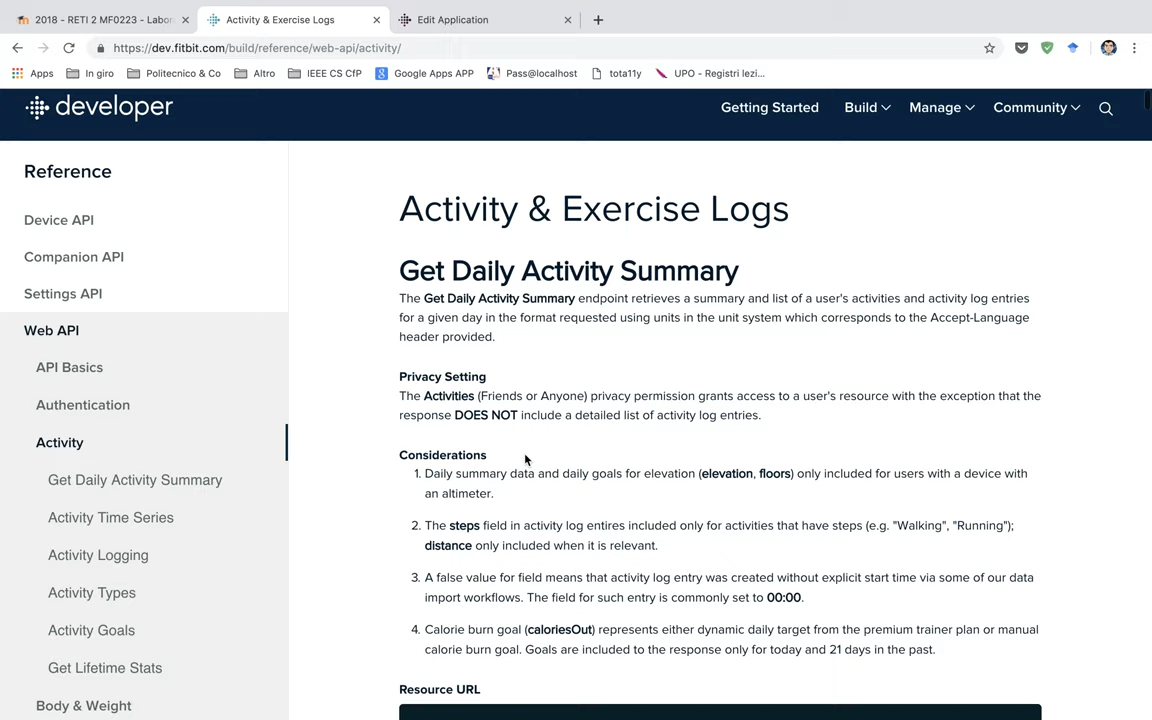 2018 - RETI 2 MF0223 - Labor
Activity & Exercise Logs
Edit Application
https://dev.fitbit.com/build/reference/web-api/activity/
Apps
In giro
Politecnico & Co
Altro
IEEE CS CfP
Google Apps APP
Pass@localhost
tota11y
UPO - Registri lezi...
developer
Getting Started
Build
Manage
Community
Reference
Device API
Companion API
Settings API
Web API
API Basics
Authentication
Activity
Get Daily Activity Summary
Activity Time Series
Activity Logging
Activity Types
Activity Goals
Get Lifetime Stats
Body & Weight
Activity & Exercise Logs
Get Daily Activity Summary
The Get Daily Activity Summary endpoint retrieves a summary and list of a user's activities and activity log entries
for a given day in the format requested using units in the unit system which corresponds to the Accept-Language
header provided.
Privacy Setting
The Activities (Friends or Anyone) privacy permission grants access to a user's resource with the exception that the
response DOES NOT include a detailed list of activity log entries.
Considerations
1. Daily summary data and daily goals for elevation (elevation, floors) only included for users with a device with
an altimeter.
2. The steps field in activity log entires included only for activities that have steps (e.g. "Walking", "Running");
distance only included when it is relevant.
3. A false value for field means that activity log entry was created without explicit start time via some of our data
import workflows. The field for such entry is commonly set to 00:00.
4. Calorie burn goal (caloriesOut) represents either dynamic daily target from the premium trainer plan or manual
calorie burn goal. Goals are included to the response only for today and 21 days in the past.
Resource URL